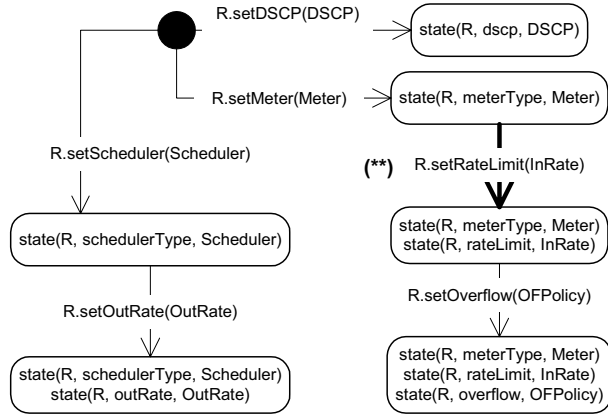 R.setDSCP(DSCP)
state(R, dscp, DSCP)
R.setMeter(Meter)
state(R, meterType, Meter)
R.setScheduler(Scheduler)
(**)
R.setRateLimit(InRate)
state(R, schedulerType, Scheduler)
state(R, meterType, Meter)
state(R, rateLimit, InRate)
R.setOutRate(OutRate)
R.setOverflow(OFPolicy)
state(R, schedulerType, Scheduler)
state(R, outRate, OutRate)
state(R, meterType, Meter)
state(R, rateLimit, InRate)
state(R, overflow, OFPolicy)